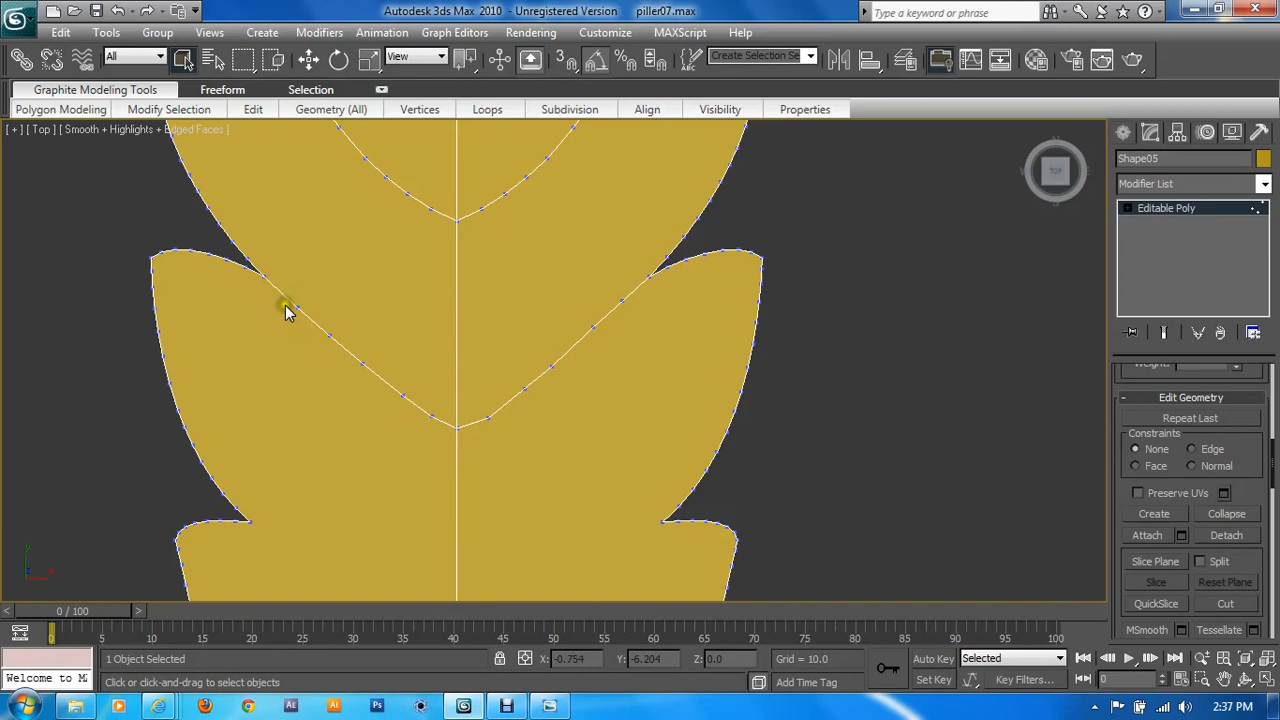 Autodesk 3ds Max 2010 - Unregistered Version piller07.max
Type a keyword or phrase
Edit Tools Group Views Create Modifiers Animation Graph Editors Rendering Customize MAXScript Help
All View Create Selection Se
Graphite Modeling Tools Freeform Selection
Polygon Modeling Modify Selection Edit Geometry (All) Vertices Loops Subdivision Align Visibility Properties
[ + ] [ Top ] [ Smooth + Highlights + Edged Faces ]
TOP
Shape05
Modifier List
Editable Poly
Edit Geometry
Repeat Last
Constraints
None Edge
Face Normal
Preserve UVs
Create Collapse
Attach Detach
Slice Plane Split
Slice Reset Plane
QuickSlice Cut
MSmooth Tessellate
0 / 100
0 5 10 15 20 25 30 35 40 45 50 55 60 65 70 75 80 85 90 95 100
1 Object Selected X: -0.754 Y: -6.204 Z: 0.0 Grid = 10.0 Auto Key Selected
Welcome to M Click or click-and-drag to select objects Add Time Tag Set Key Key Filters... 0
2:37 PM